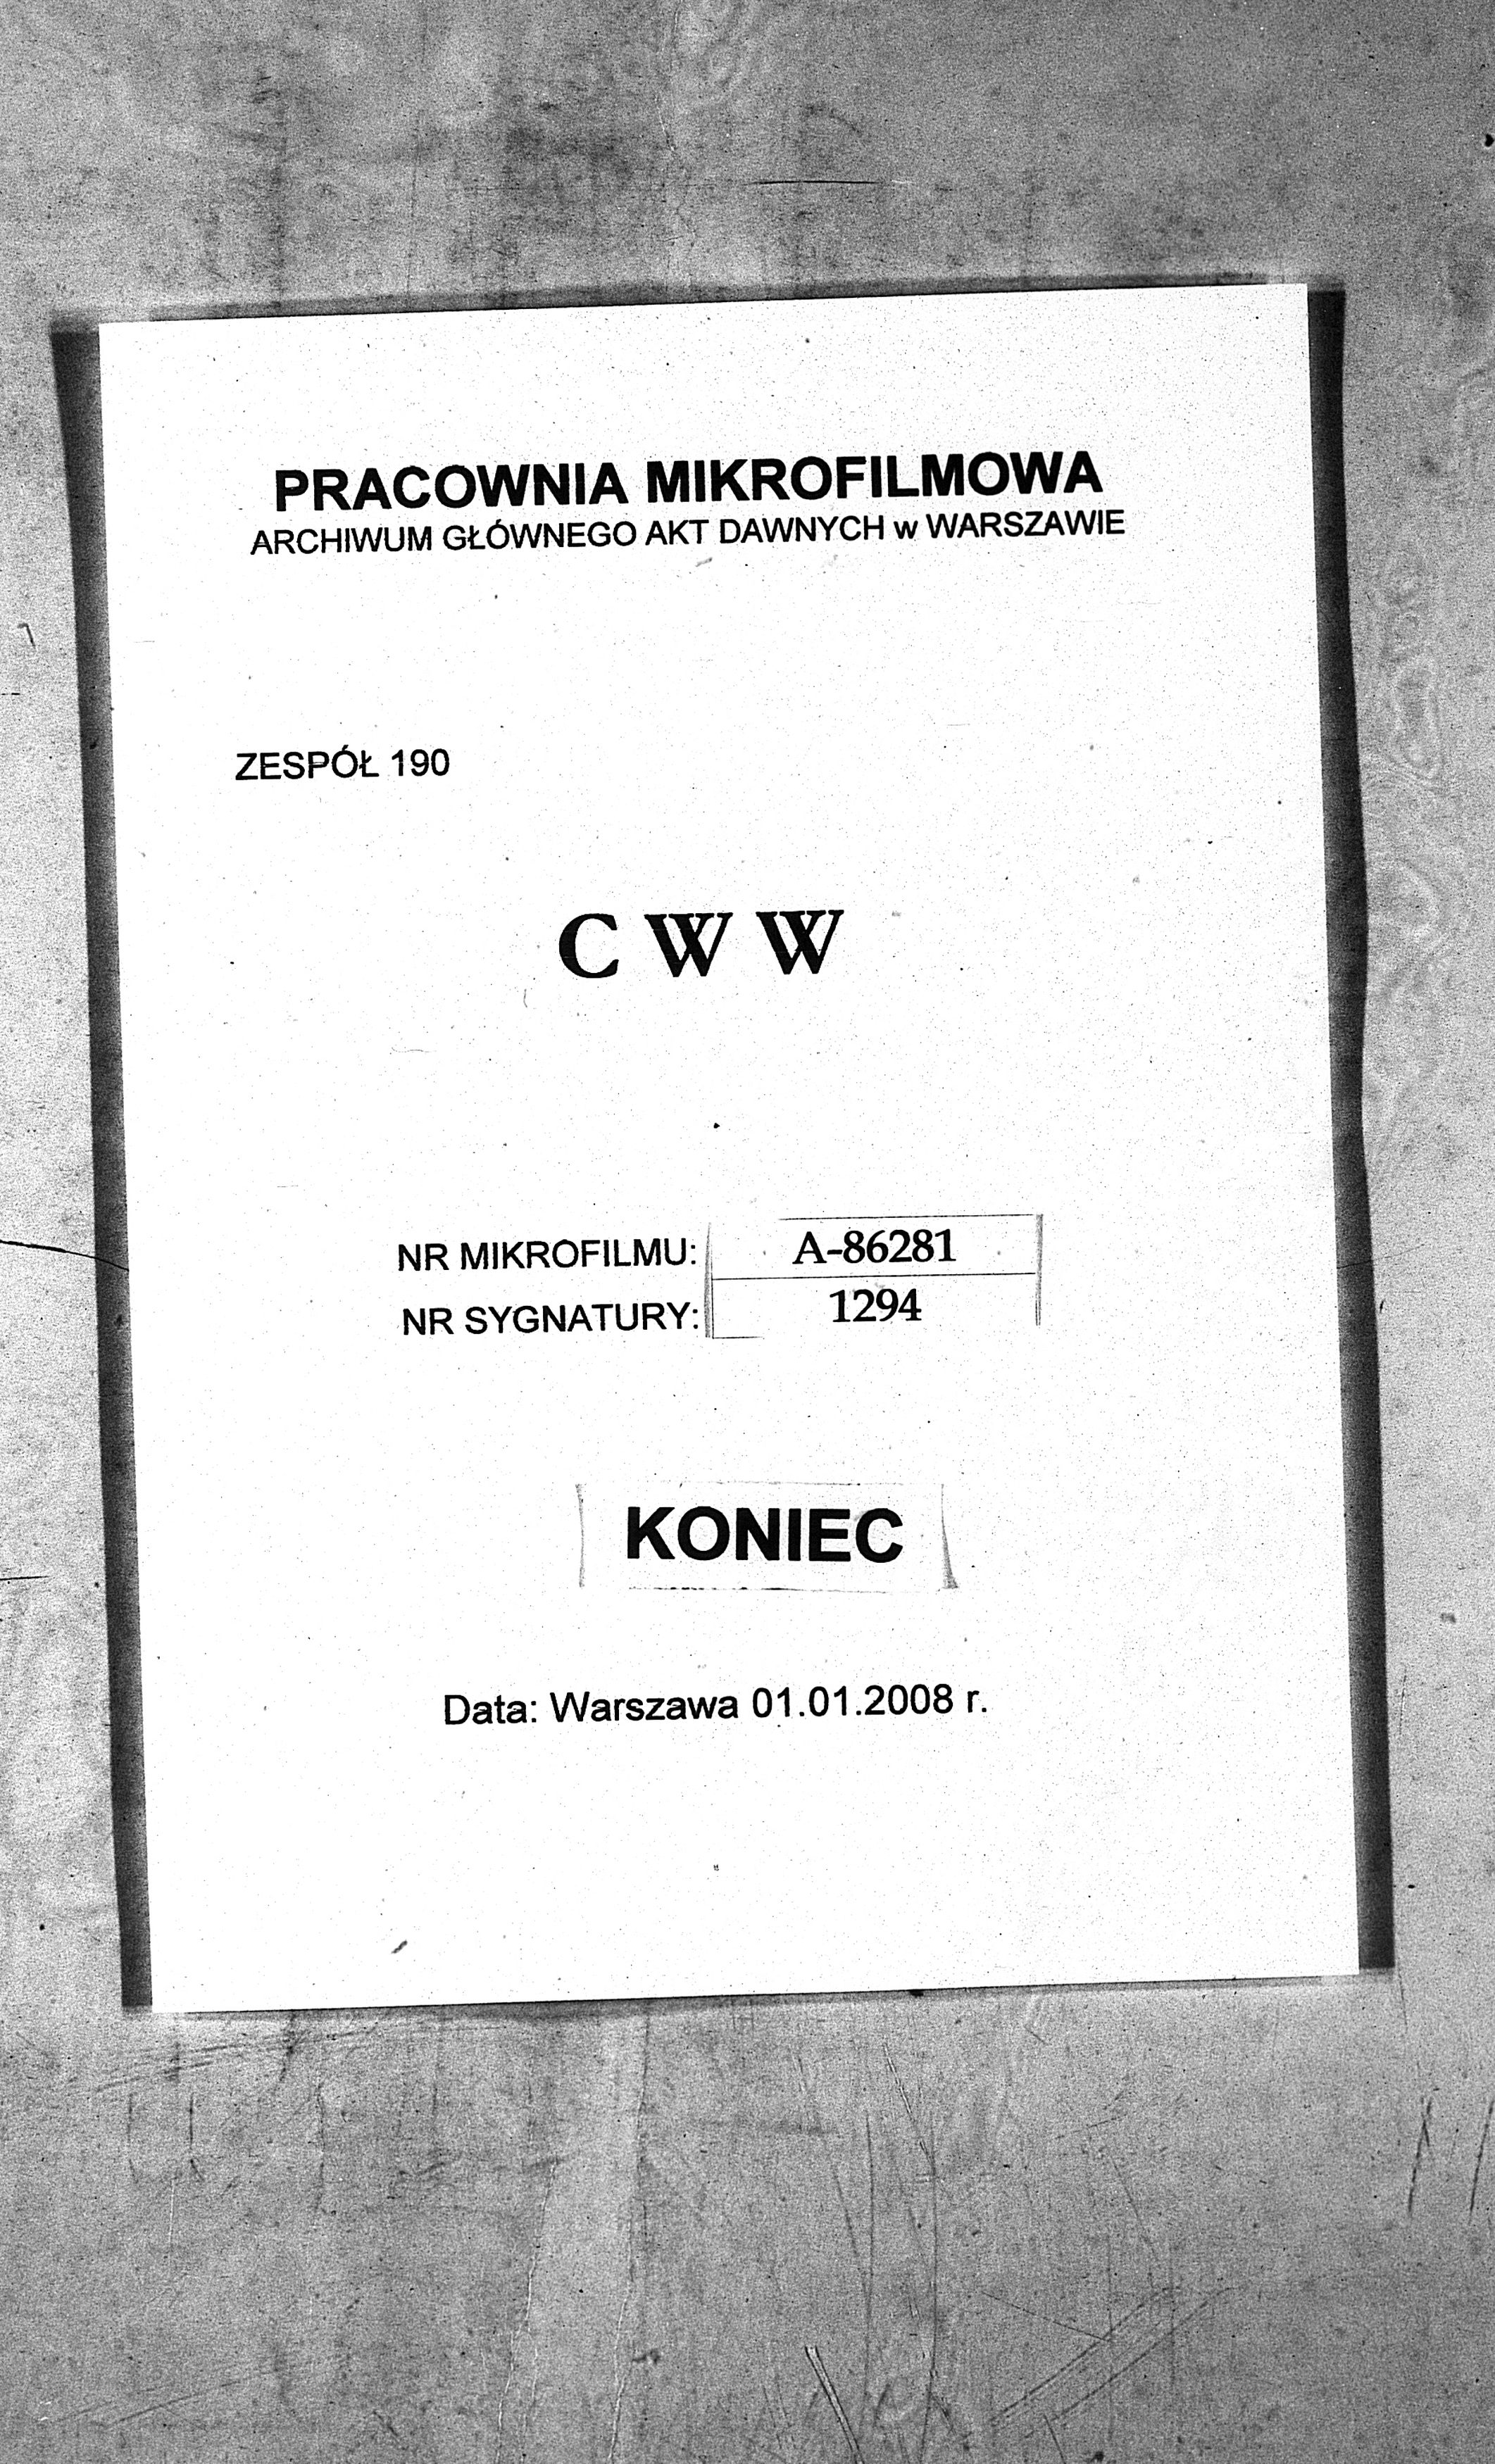 PRACOWNIA MIKROFILMOWA
ARCHIWUM GŁÓWNEGO AKT DAWNYCH w WARSZAWIE
ZESPÓŁ 190
C W W
NR MIKROFILMU: A-86281
NR SYGNATURY: 1294
KONIEC
Data: Warszawa 01.01.2008 r.